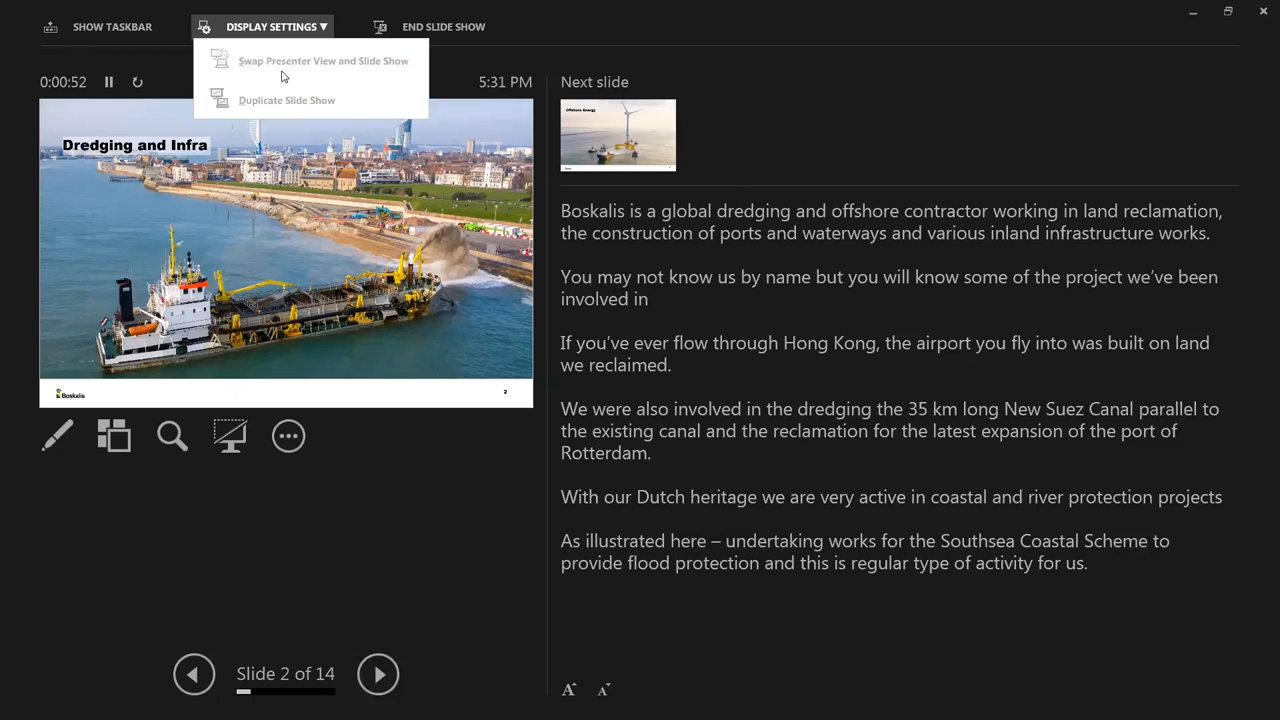 SHOW TASKBAR
DISPLAY SETTINGS ▼
END SLIDE SHOW
Swap Presenter View and Slide Show
Duplicate Slide Show
0:00:52
5:31 PM
Next slide
Dredging and Infra
Boskalis
2
Offshore Energy
Boskalis is a global dredging and offshore contractor working in land reclamation,
the construction of ports and waterways and various inland infrastructure works.
You may not know us by name but you will know some of the project we’ve been
involved in
If you’ve ever flow through Hong Kong, the airport you fly into was built on land
we reclaimed.
We were also involved in the dredging the 35 km long New Suez Canal parallel to
the existing canal and the reclamation for the latest expansion of the port of
Rotterdam.
With our Dutch heritage we are very active in coastal and river protection projects
As illustrated here – undertaking works for the Southsea Coastal Scheme to
provide flood protection and this is regular type of activity for us.
Slide 2 of 14
A A